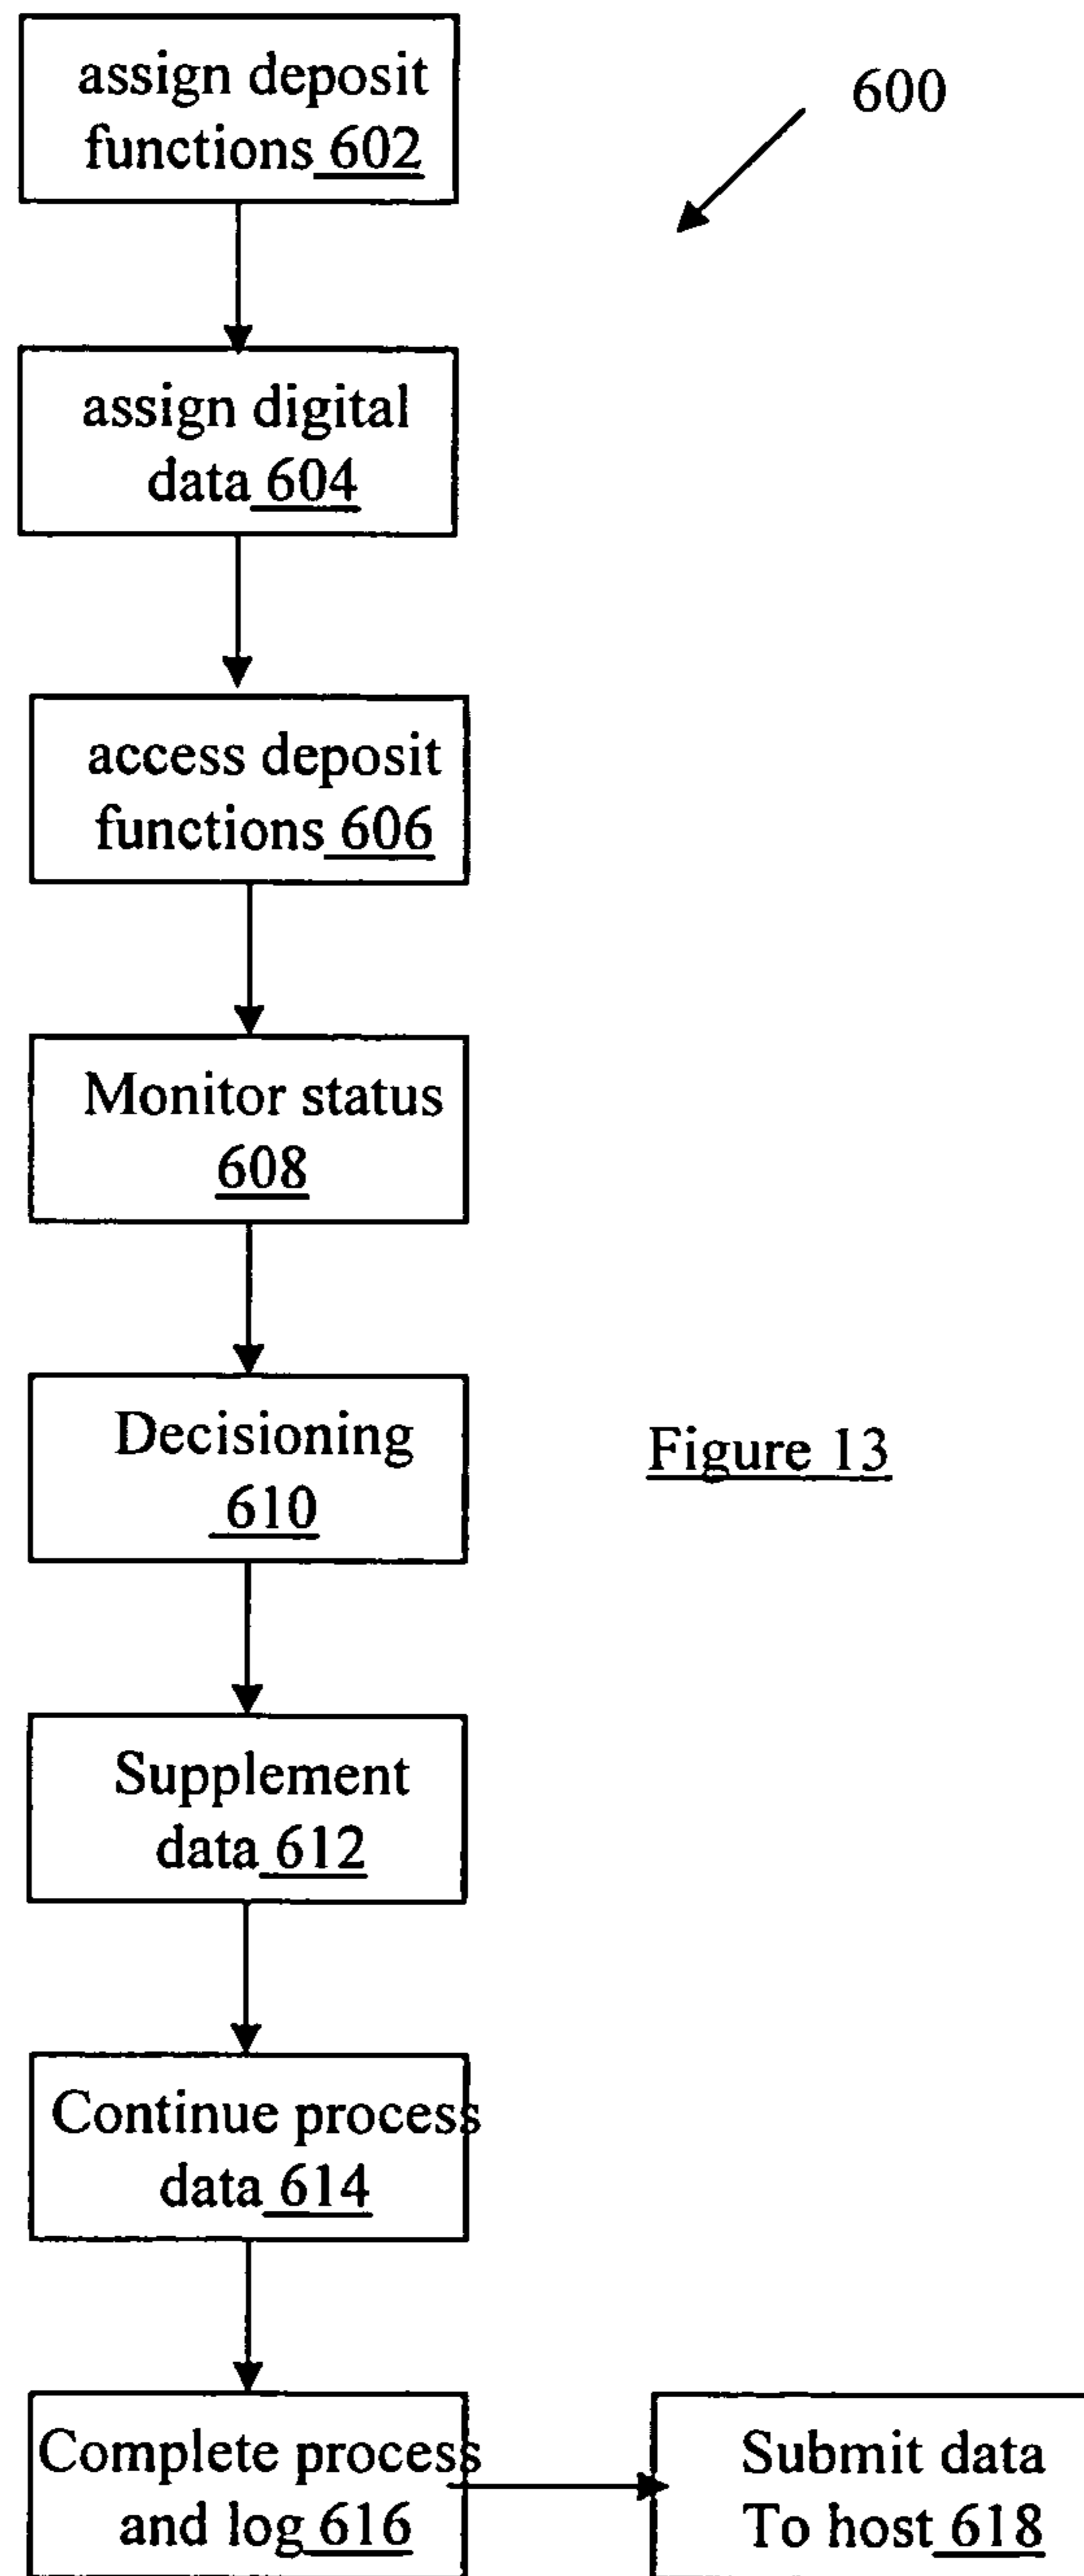 assign deposit
functions 602
600
assign digital
data 604
access deposit
functions 606
Monitor status
608
Decisioning
610
Figure 13
Supplement
data 612
Continue process
data 614
Complete process
and log 616
Submit data
To host 618